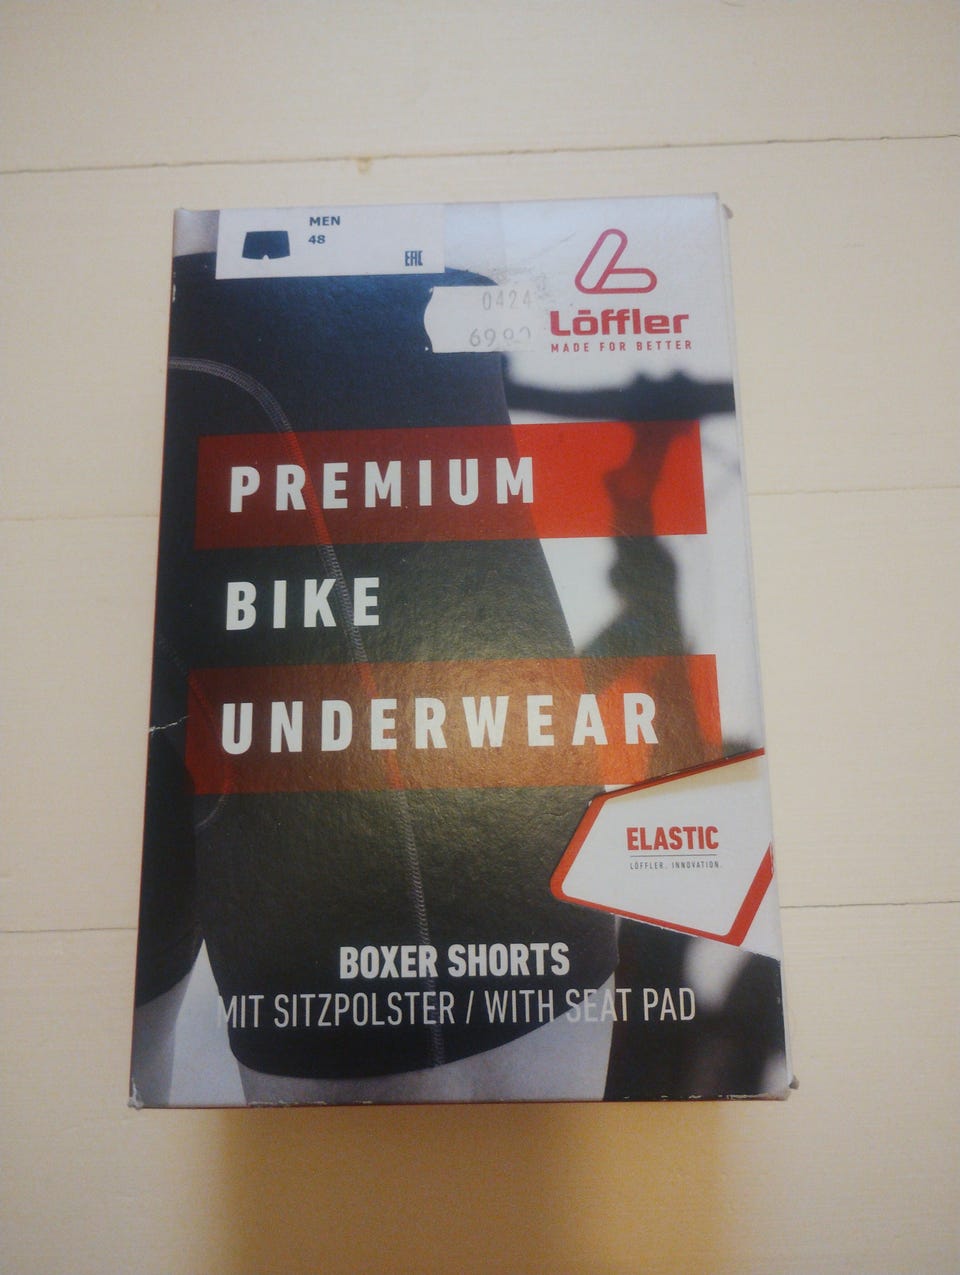 MEN
48
EAC
0424
Löffler
MADE FOR BETTER
PREMIUM
BIKE
UNDERWEAR
ELASTIC
LÖFFLER. INNOVATION.
BOXER SHORTS
MIT SITZPOLSTER / WITH SEAT PAD